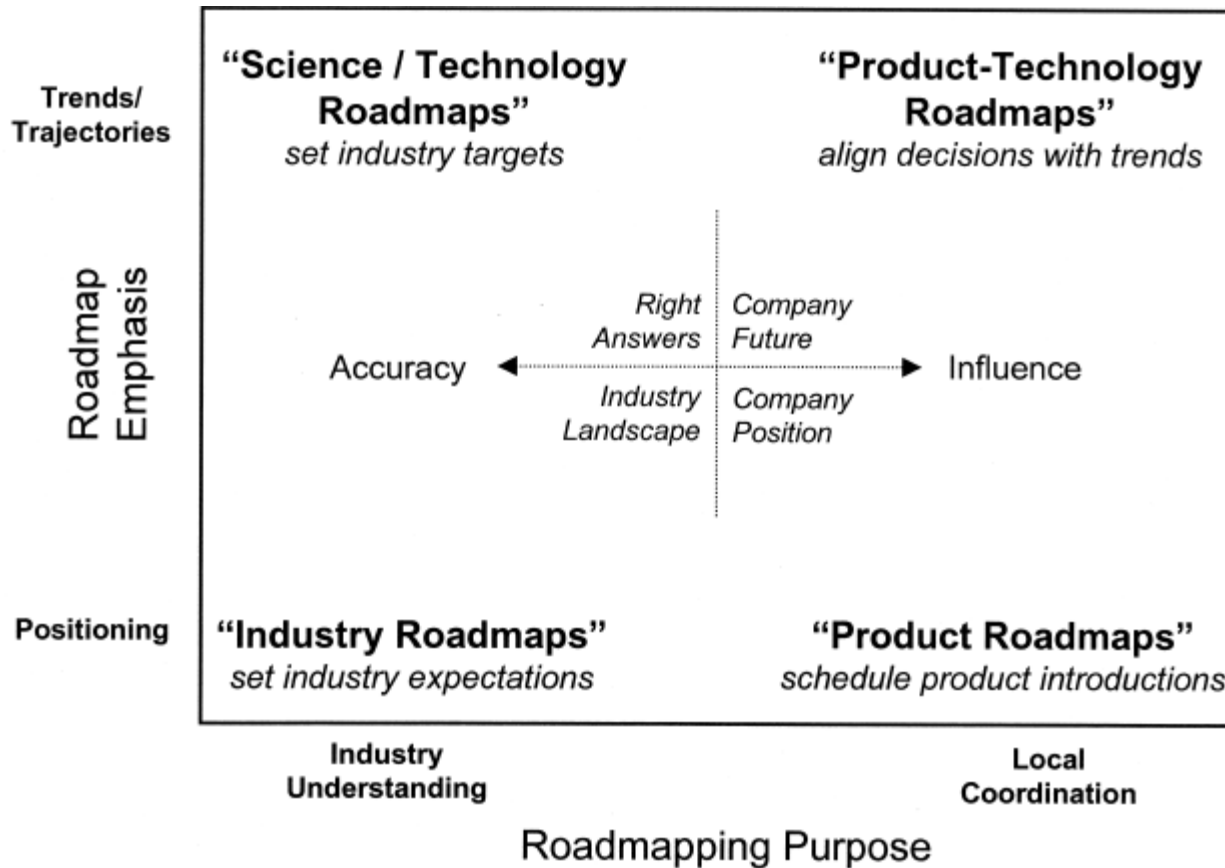 “Science / Technology
Roadmaps”
set industry targets
“Product-Technology
Roadmaps”
align decisions with trends
Trends/
Trajectories
Roadmap
Emphasis
Right
Answers
Company
Future
Accuracy
Influence
Industry
Landscape
Company
Position
Positioning
“Industry Roadmaps”
set industry expectations
“Product Roadmaps”
schedule product introductions
Industry
Understanding
Local
Coordination
Roadmapping Purpose